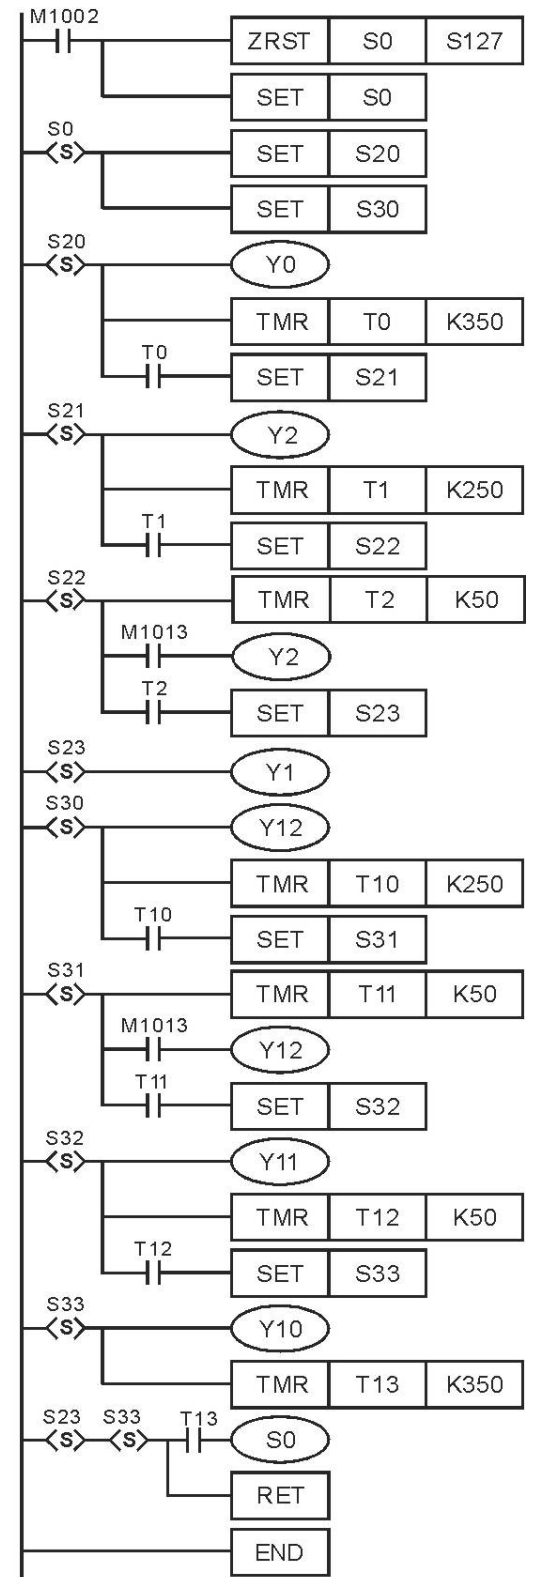 M1002
ZRST S0 S127
SET S0
S0
S SET S20
SET S30
S20
S Y0
TMR T0 K350
T0
SET S21
S21
S Y2
TMR T1 K250
T1
SET S22
S22
S TMR T2 K50
M1013
Y2
T2
SET S23
S23
S Y1
S30
S Y12
TMR T10 K250
T10
SET S31
S31
S TMR T11 K50
M1013
Y12
T11
SET S32
S32
S Y11
TMR T12 K50
T12
SET S33
S33
S Y10
TMR T13 K350
S23 S33 T13
S S S0
RET
END